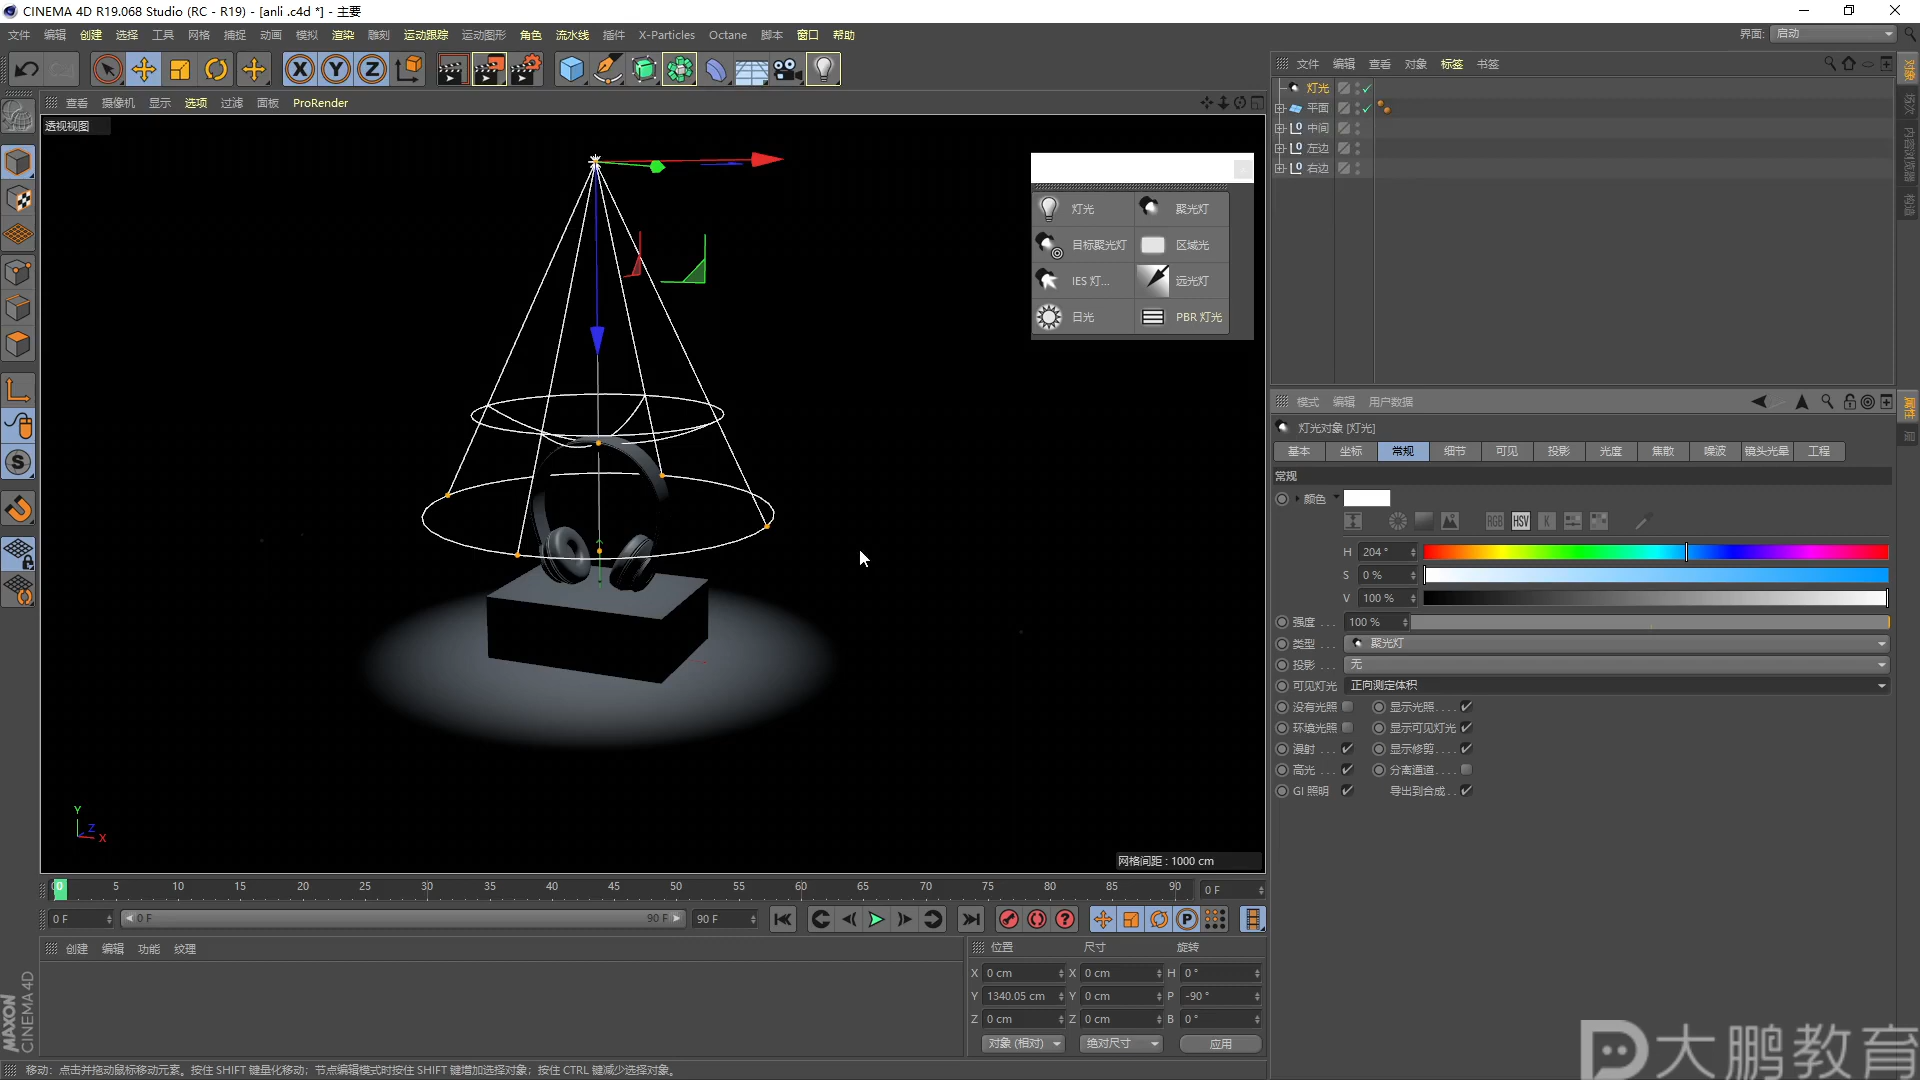 CINEMA 4D R19.068 Studio (RC - R19) - [anli .c4d *] - 主要
文件 编辑 创建 选择 工具 网格 捕捉 动画 模拟 渲染 雕刻 运动跟踪 运动图形 角色 流水线 插件 X-Particles Octane 脚本 窗口 帮助
界面: 启动
查看 摄像机 显示 选项 过滤 面板 ProRender
透视视图
灯光 聚光灯
目标聚光灯 区域光
IES 灯... 远光灯
日光 PBR 灯光
Y
Z
X
网格间距 : 1000 cm
文件 编辑 查看 对象 标签 书签
灯光
平面
中间
左边
右边
对象
场次
内容浏览器
构造
模式 编辑 用户数据
属性
层
灯光对象 [灯光]
基本 坐标 常规 细节 可见 投影 光度 焦散 噪波 镜头光晕 工程
常规
颜色
RGB HSV K
H 204 °
S 0 %
V 100 %
强度 . . . 100 %
类型 . . . 聚光灯
投影 . . . 无
可见灯光 正向测定体积
没有光照 显示光照. . . .
环境光照 显示可见灯光
漫射 . . . 显示修剪. . . .
高光 . . . 分离通道. . . .
GI 照明 导出到合成. .
0 5 10 15 20 25 30 35 40 45 50 55 60 65 70 75 80 85 90 0 F
0 F 0 F 90 F 90 F
创建 编辑 功能 纹理
位置 尺寸 旋转
X 0 cm X 0 cm H 0 °
Y 1340.05 cm Y 0 cm P -90 °
Z 0 cm Z 0 cm B 0 °
对象 (相对) 绝对尺寸 应用
MAXON
CINEMA 4D
移动: 点击并拖动鼠标移动元素。按住 SHIFT 键量化移动; 节点编辑模式时按住 SHIFT 键增加选择对象; 按住 CTRL 键减少选择对象。
大鹏教育